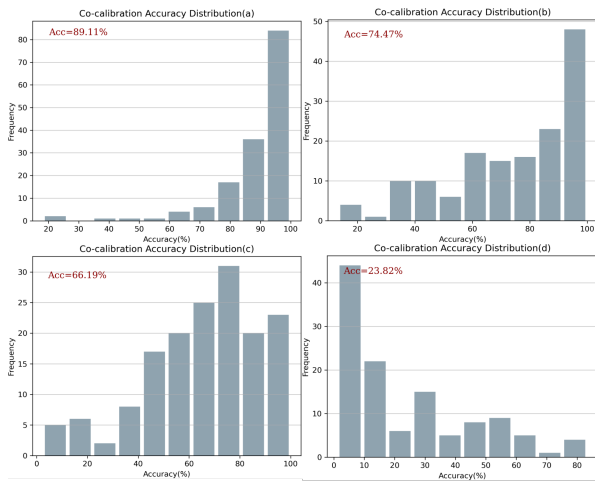 Co-calibration Accuracy Distribution(a)
Acc=89.11%
Frequency
80
70
60
50
40
30
20
10
0
20 30 40 50 60 70 80 90 100
Accuracy(%)
Co-calibration Accuracy Distribution(b)
Acc=74.47%
Frequency
50
40
30
20
10
0
20 40 60 80 100
Accuracy(%)
Co-calibration Accuracy Distribution(c)
Acc=66.19%
Frequency
30
25
20
15
10
5
0
0 20 40 60 80 100
Accuracy(%)
Co-calibration Accuracy Distribution(d)
Acc=23.82%
Frequency
40
30
20
10
0
0 10 20 30 40 50 60 70 80
Accuracy(%)